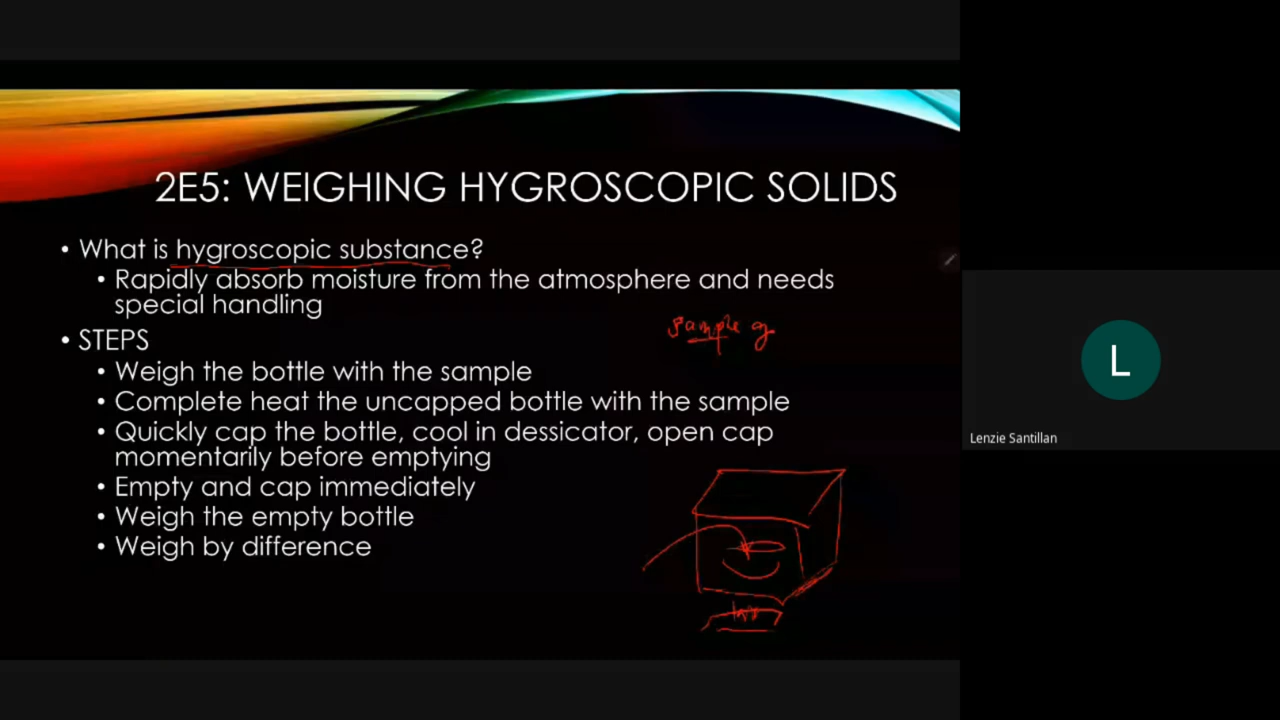 2E5: WEIGHING HYGROSCOPIC SOLIDS
• What is hygroscopic substance?
• Rapidly absorb moisture from the atmosphere and needs
special handling
• STEPS
• Weigh the bottle with the sample
• Complete heat the uncapped bottle with the sample
• Quickly cap the bottle, cool in dessicator, open cap
momentarily before emptying
• Empty and cap immediately
• Weigh the empty bottle
• Weigh by difference
sample g
L
Lenzie Santillan